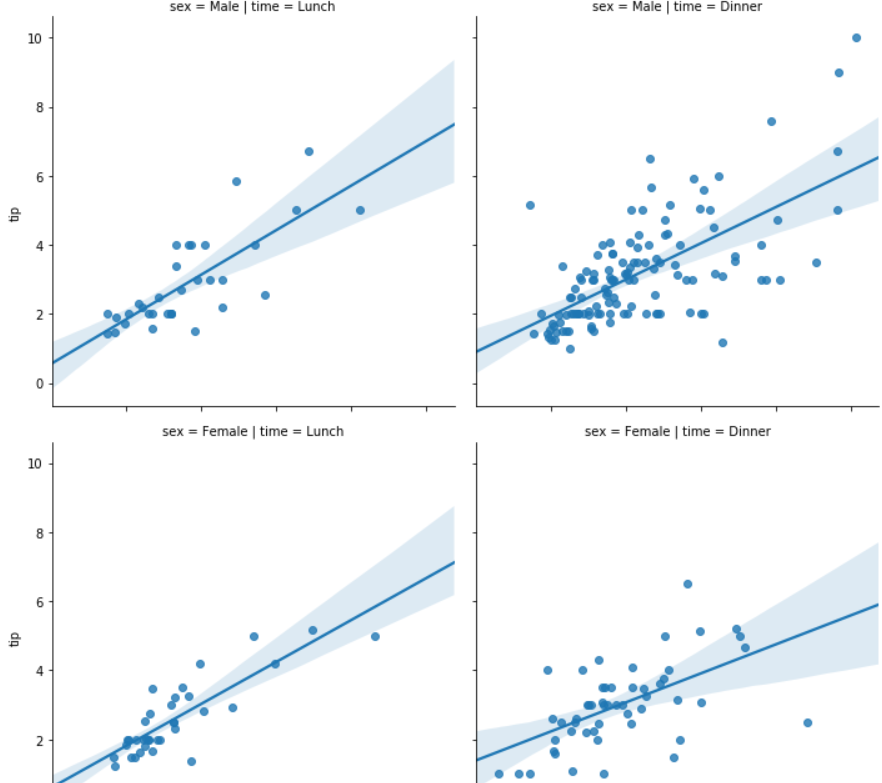 sex = Male | time = Lunch
sex = Male | time = Dinner
10
8
6
4
2
0
tip
sex = Female | time = Lunch
sex = Female | time = Dinner
10
8
6
4
2
tip